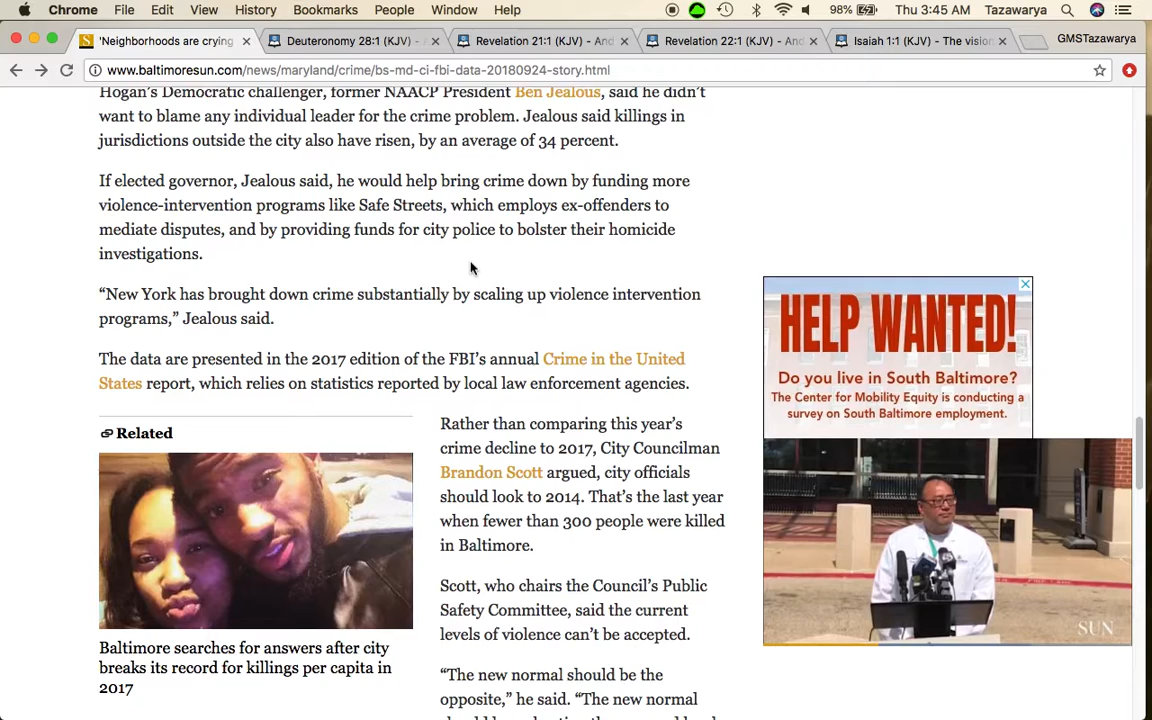 Chrome File Edit View History Bookmarks People Window Help 98% Thu 3:45 AM Tazawarya
'Neighborhoods are crying × Deuteronomy 28:1 (KJV) - × Revelation 21:1 (KJV) - And × Revelation 22:1 (KJV) - And × Isaiah 1:1 (KJV) - The vision × GMSTazawarya
www.baltimoresun.com/news/maryland/crime/bs-md-ci-fbi-data-20180924-story.html
Hogan's Democratic challenger, former NAACP President Ben Jealous, said he didn't
want to blame any individual leader for the crime problem. Jealous said killings in
jurisdictions outside the city also have risen, by an average of 34 percent.
If elected governor, Jealous said, he would help bring crime down by funding more
violence-intervention programs like Safe Streets, which employs ex-offenders to
mediate disputes, and by providing funds for city police to bolster their homicide
investigations.
“New York has brought down crime substantially by scaling up violence intervention
programs,” Jealous said.
The data are presented in the 2017 edition of the FBI's annual Crime in the United
States report, which relies on statistics reported by local law enforcement agencies.
Related
Baltimore searches for answers after city
breaks its record for killings per capita in
2017
Rather than comparing this year's
crime decline to 2017, City Councilman
Brandon Scott argued, city officials
should look to 2014. That's the last year
when fewer than 300 people were killed
in Baltimore.
Scott, who chairs the Council's Public
Safety Committee, said the current
levels of violence can't be accepted.
“The new normal should be the
opposite,” he said. “The new normal
HELP WANTED!
Do you live in South Baltimore?
The Center for Mobility Equity is conducting a
survey on South Baltimore employment.
SUN